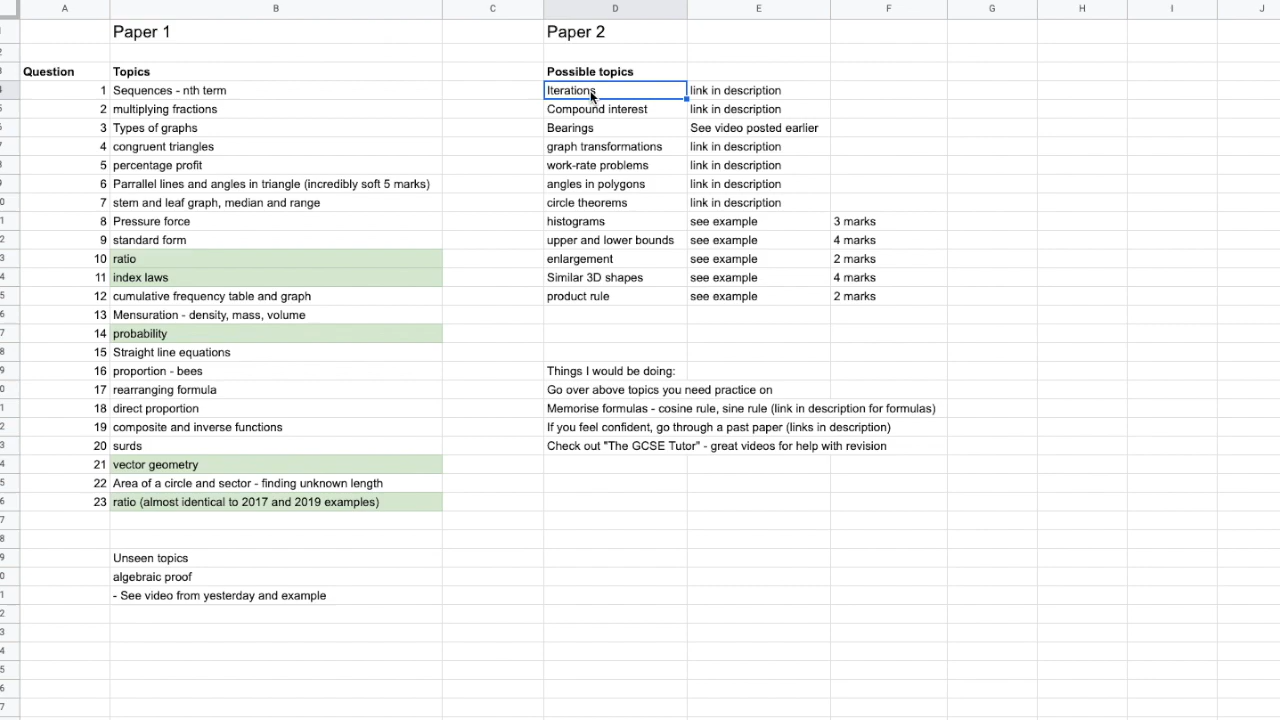 A B C D E F G H I J
Paper 1 Paper 2
Question Topics Possible topics
1 Sequences - nth term Iterations link in description
2 multiplying fractions Compound interest link in description
3 Types of graphs Bearings See video posted earlier
4 congruent triangles graph transformations link in description
5 percentage profit work-rate problems link in description
6 Parrallel lines and angles in triangle (incredibly soft 5 marks) angles in polygons link in description
7 stem and leaf graph, median and range circle theorems link in description
8 Pressure force histograms see example 3 marks
9 standard form upper and lower bounds see example 4 marks
10 ratio enlargement see example 2 marks
11 index laws Similar 3D shapes see example 4 marks
12 cumulative frequency table and graph product rule see example 2 marks
13 Mensuration - density, mass, volume
14 probability
15 Straight line equations
16 proportion - bees Things I would be doing:
17 rearranging formula Go over above topics you need practice on
18 direct proportion Memorise formulas - cosine rule, sine rule (link in description for formulas)
19 composite and inverse functions If you feel confident, go through a past paper (links in description)
20 surds Check out "The GCSE Tutor" - great videos for help with revision
21 vector geometry
22 Area of a circle and sector - finding unknown length
23 ratio (almost identical to 2017 and 2019 examples)
Unseen topics
algebraic proof
- See video from yesterday and example